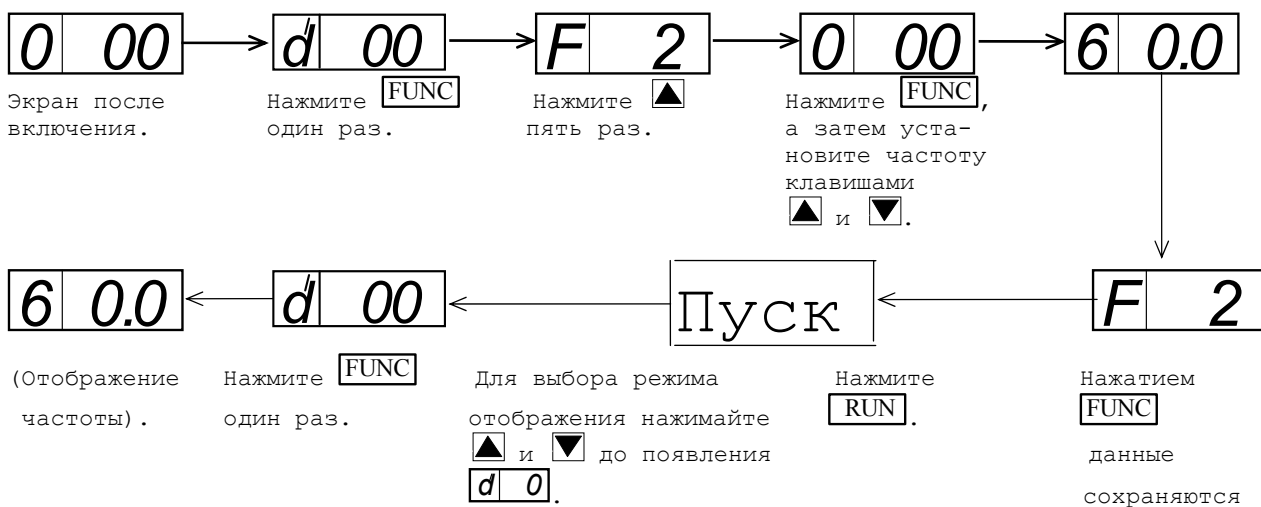 0 00 d 00 F 2 0 00 6 0.0
Экран после
включения.
Нажмите FUNC
один раз.
Нажмите ▲
пять раз.
Нажмите FUNC,
а затем уста-
новите частоту
клавишами
▲ и ▼.
6 0.0 d 00 Пуск F 2
(Отображение
частоты).
Нажмите FUNC
один раз.
Для выбора режима
отображения нажимайте
▲ и ▼ до появления
d 0.
Нажмите
RUN.
Нажатием
FUNC
данные
сохраняются